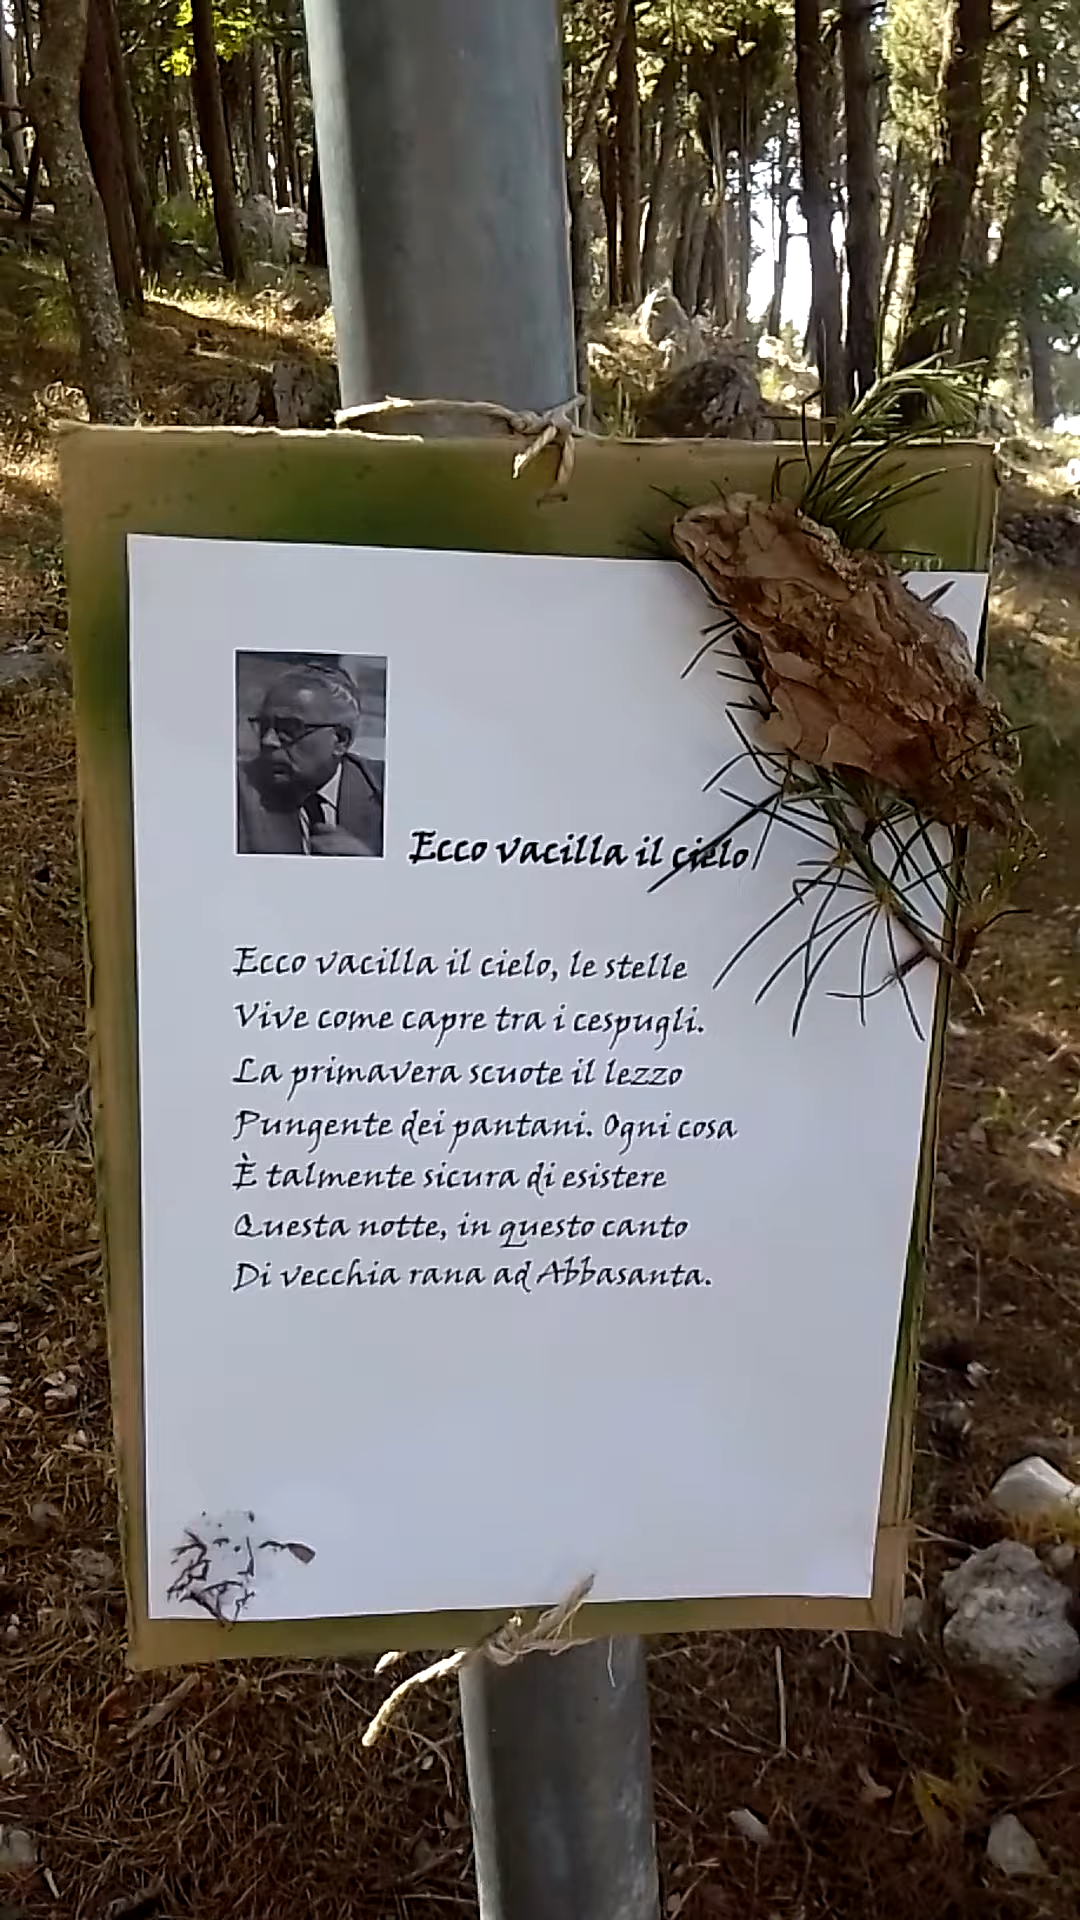 Ecco vacilla il cielo
Ecco vacilla il cielo, le stelle
Vive come capre tra i cespugli.
La primavera scuote il lezzo
Pungente dei pantani. Ogni cosa
È talmente sicura di esistere
Questa notte, in questo canto
Di vecchia rana ad Abbasanta.